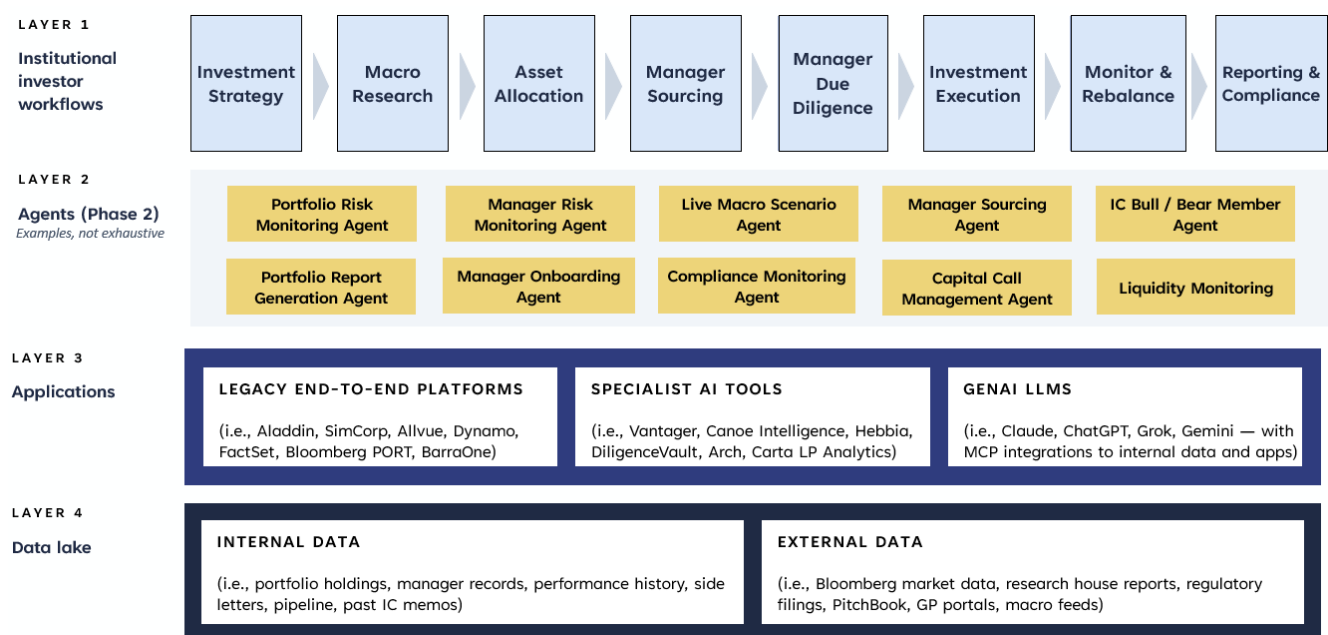 LAYER 1
Institutional
investor
workflows
Investment
Strategy
Macro
Research
Asset
Allocation
Manager
Sourcing
Manager
Due
Diligence
Investment
Execution
Monitor &
Rebalance
Reporting &
Compliance
LAYER 2
Agents (Phase 2)
Examples, not exhaustive
Portfolio Risk
Monitoring Agent
Manager Risk
Monitoring Agent
Live Macro Scenario
Agent
Manager Sourcing
Agent
IC Bull / Bear Member
Agent
Portfolio Report
Generation Agent
Manager Onboarding
Agent
Compliance Monitoring
Agent
Capital Call
Management Agent
Liquidity Monitoring
LAYER 3
Applications
LEGACY END-TO-END PLATFORMS
(i.e., Aladdin, SimCorp, Allvue, Dynamo,
FactSet, Bloomberg PORT, BarraOne)
SPECIALIST AI TOOLS
(i.e., Vantager, Canoe Intelligence, Hebbia,
DiligenceVault, Arch, Carta LP Analytics)
GENAI LLMS
(i.e., Claude, ChatGPT, Grok, Gemini — with
MCP integrations to internal data and apps)
LAYER 4
Data lake
INTERNAL DATA
(i.e., portfolio holdings, manager records, performance history, side
letters, pipeline, past IC memos)
EXTERNAL DATA
(i.e., Bloomberg market data, research house reports, regulatory
filings, PitchBook, GP portals, macro feeds)